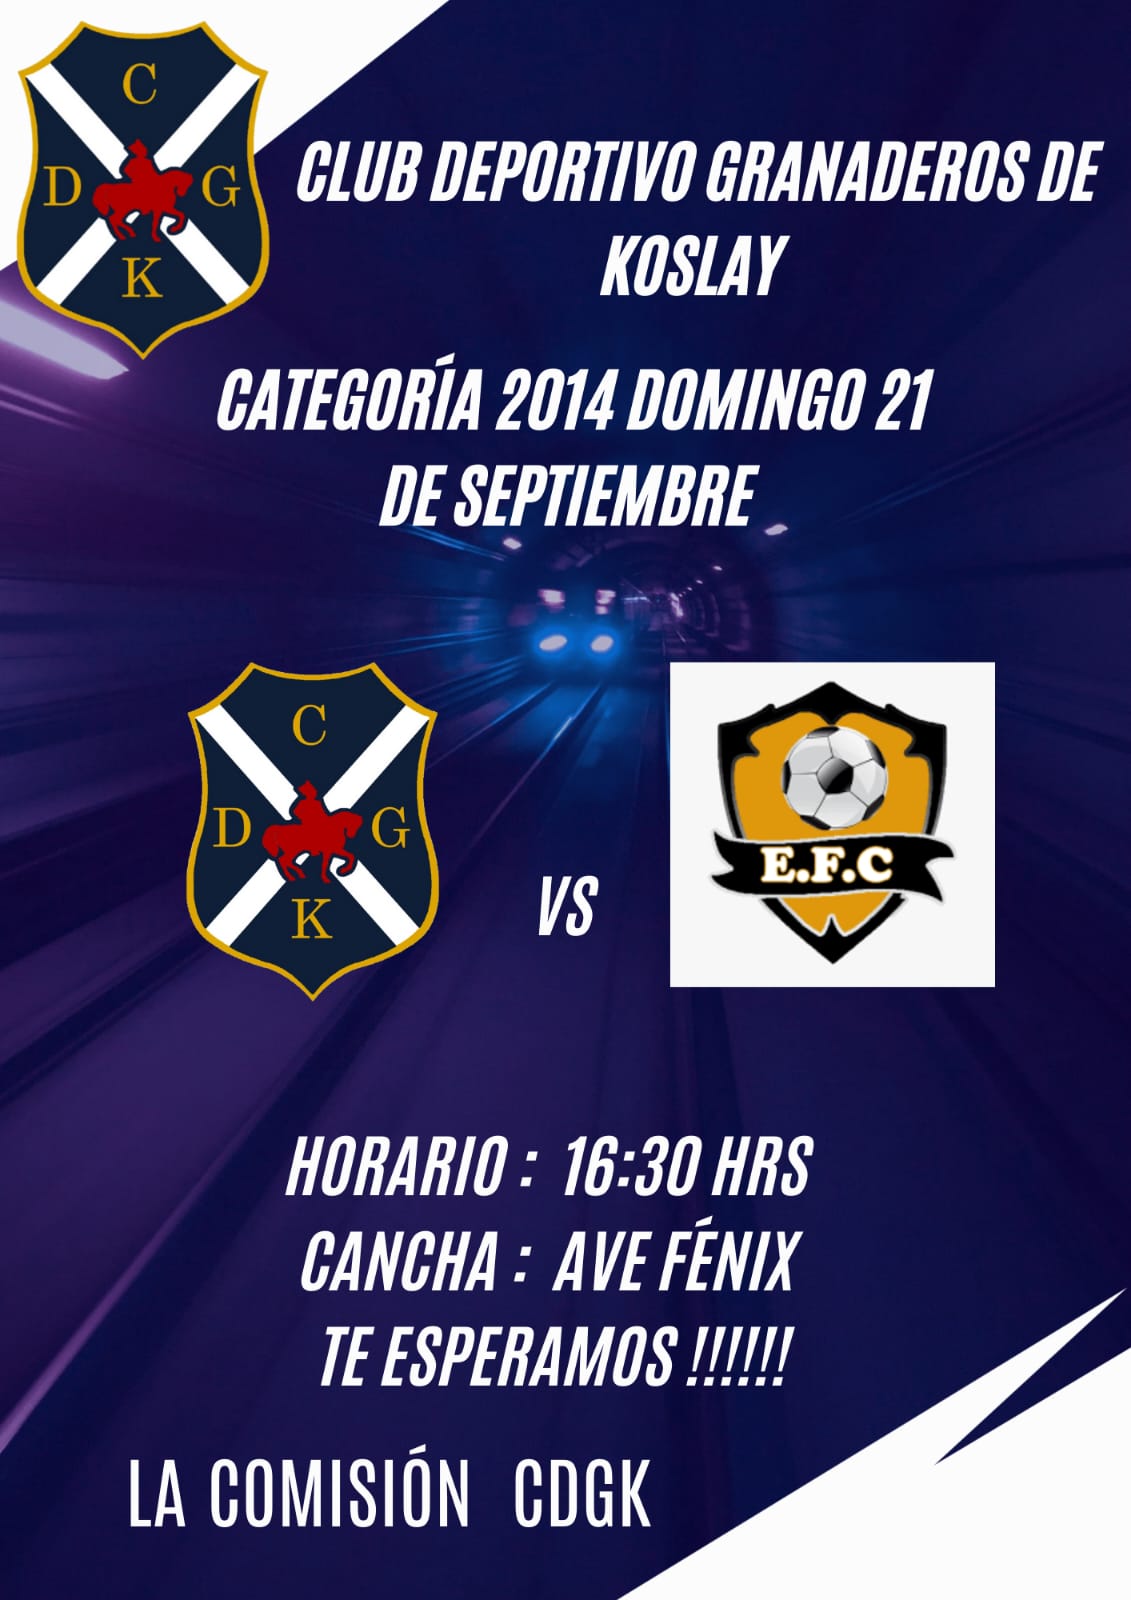 C
D G
K
CLUB DEPORTIVO GRANADEROS DE
KOSLAY
CATEGORÍA 2014 DOMINGO 21
DE SEPTIEMBRE
C
D G
K
VS
E.F.C
HORARIO : 16:30 HRS
CANCHA : AVE FÉNIX
TE ESPERAMOS !!!!!!
LA COMISIÓN CDGK